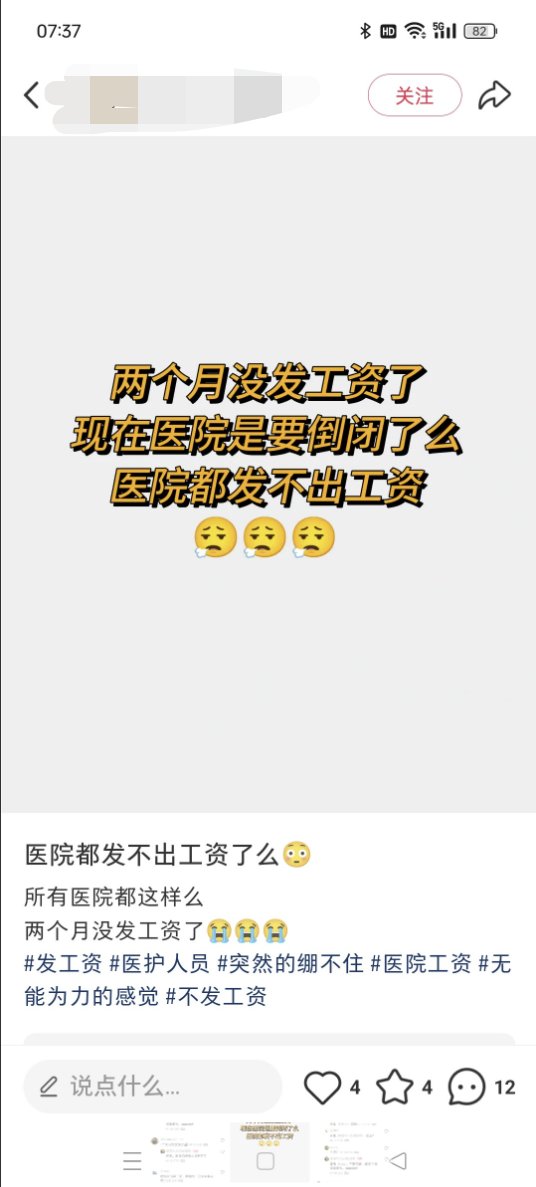 07:37
HD
5G
82
关注
两个月没发工资了
现在医院是要倒闭了么
医院都发不出工资
医院都发不出工资了么
所有医院都这样么
两个月没发工资了
#发工资 #医护人员 #突然的绷不住 #医院工资 #无
能为力的感觉 #不发工资
说点什么...
4
4
12